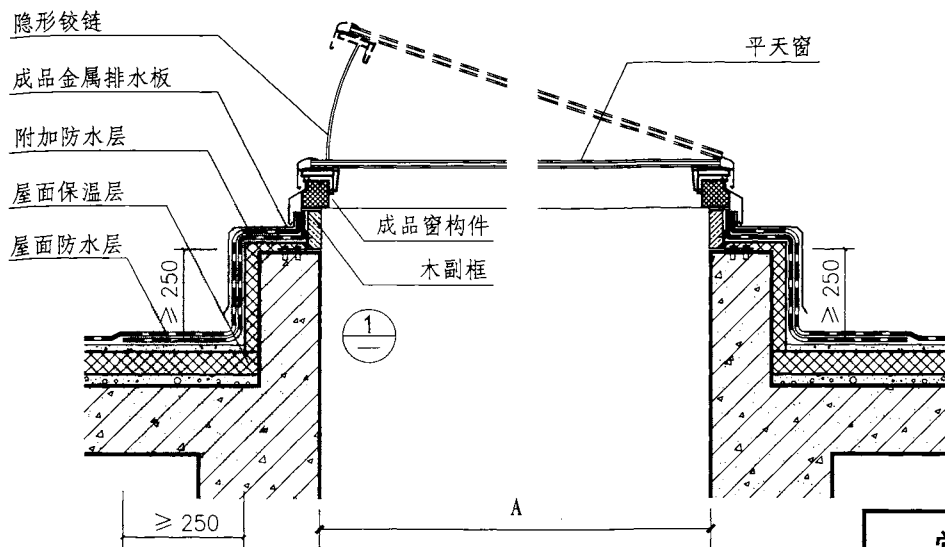 隐形铰链
成品金属排水板
附加防水层
屋面保温层
屋面防水层
平天窗
成品窗构件
木副框
≥250
≥250
1
≥250
A